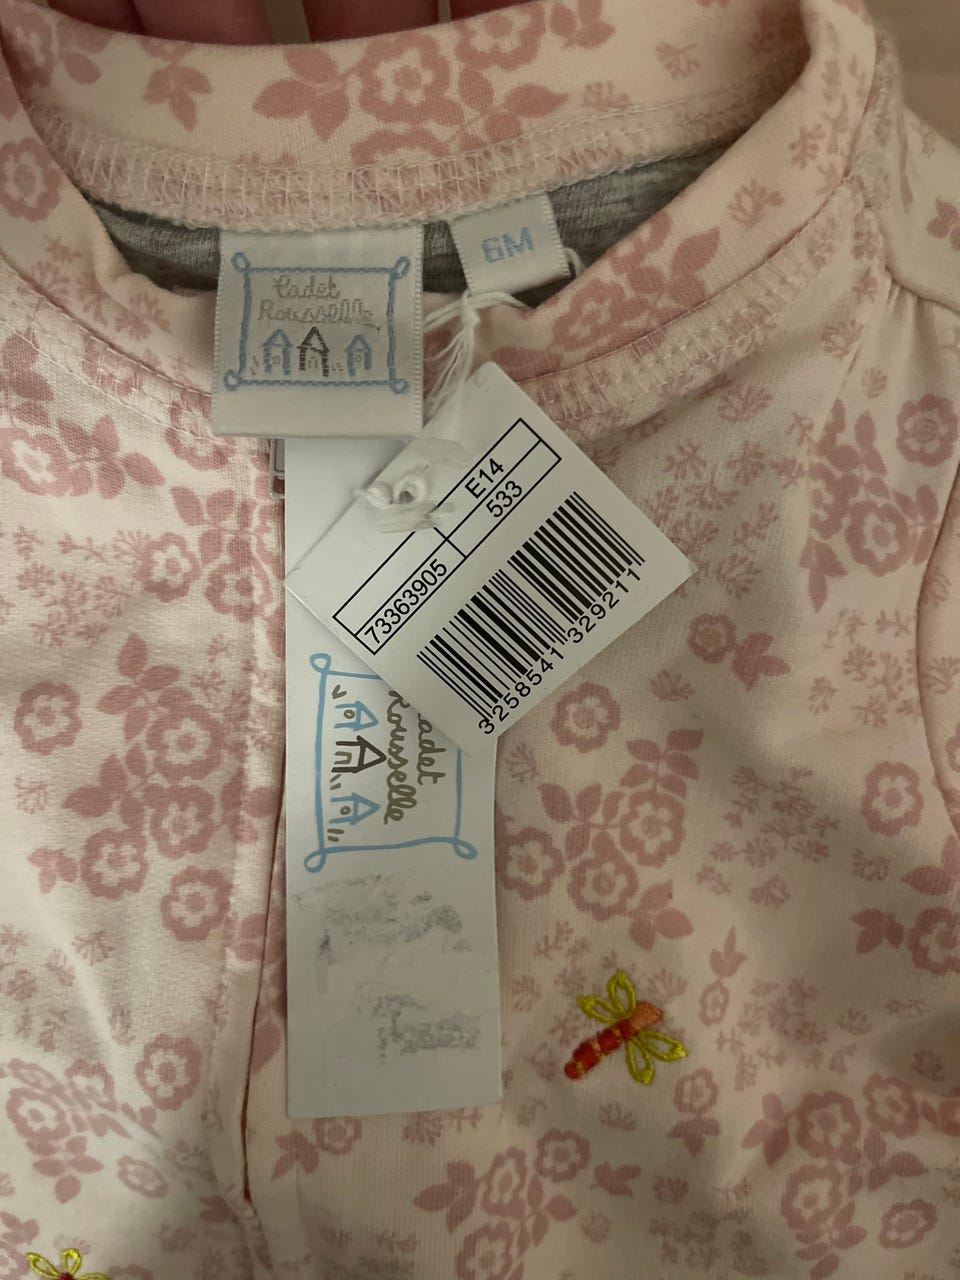 Cadet
Rousselle
6M
E14
533
73363905
3258541329211
Cadet
Rousselle